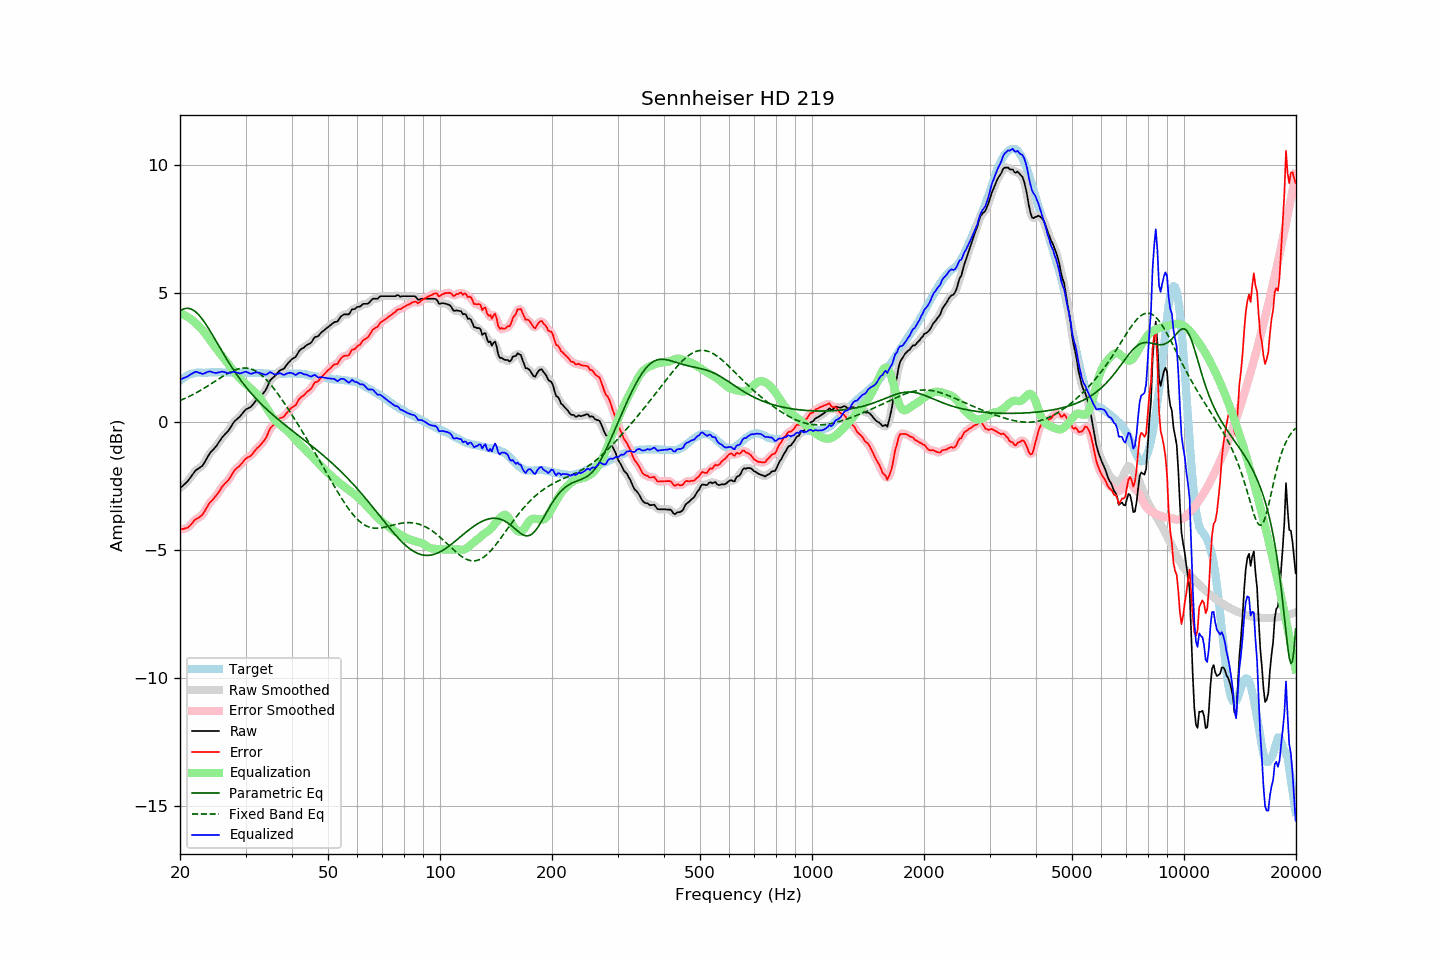 Sennheiser HD 219
Amplitude (dBr)
10
5
0
−5
−10
−15
Target
Raw Smoothed
Error Smoothed
Raw
Error
Equalization
Parametric Eq
Fixed Band Eq
Equalized
20
50
100
200
500
1000
2000
5000
10000
20000
Frequency (Hz)